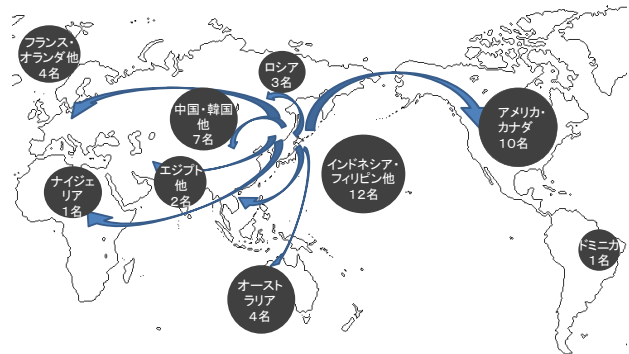 フランス・
オランダ他
4名
ロシア
3名
中国・韓国
他
7名
アメリカ・
カナダ
10名
インドネシア・
フィリピン他
12名
エジプト
他
2名
ナイジェ
リア
1名
ドミニカ
1名
オースト
ラリア
4名